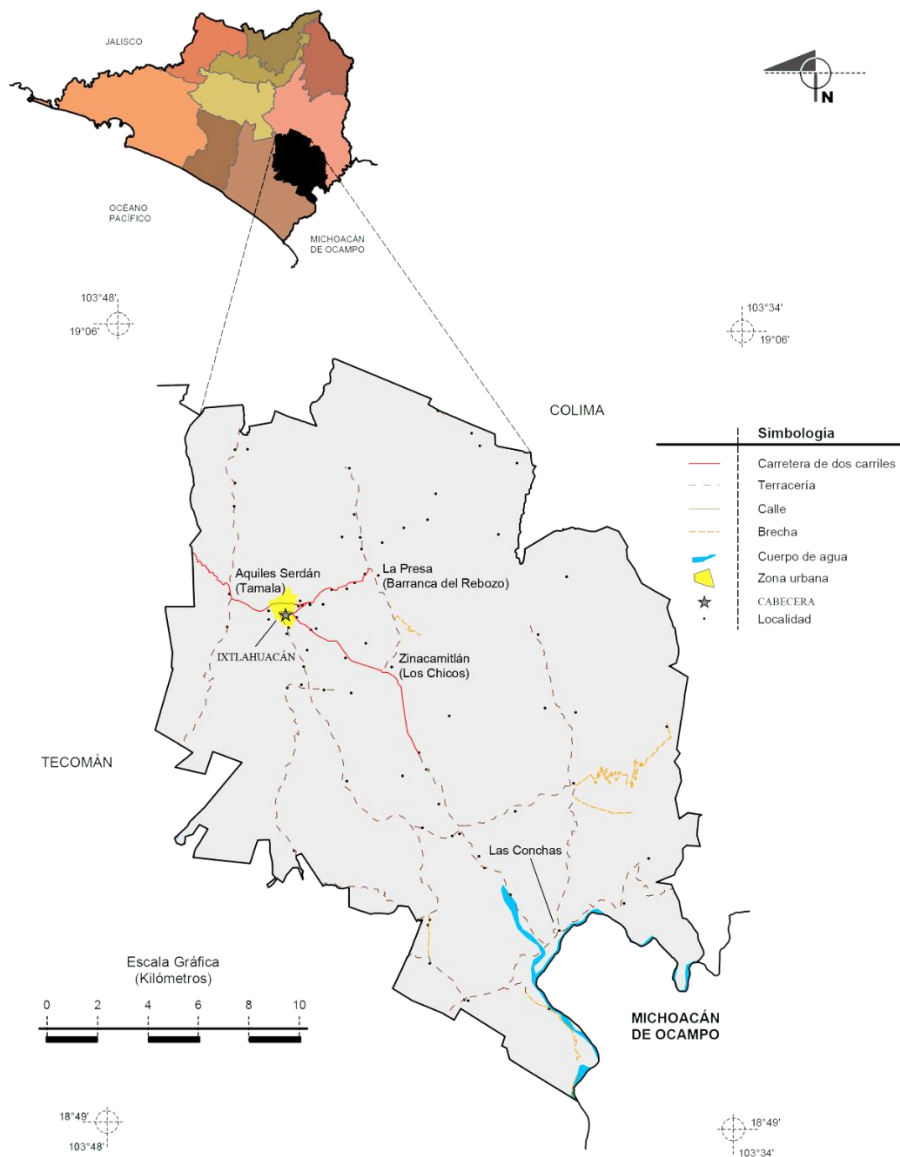 JALISCO
N
OCÉANO
PACÍFICO
MICHOACÁN
DE OCAMPO
103°48'
19°06'
103°34'
19°06'
COLIMA
Simbología
Carretera de dos carriles
Terracería
Calle
Brecha
Cuerpo de agua
Zona urbana
CABECERA
Localidad
Aquiles Serdán
(Tamala)
La Presa
(Barranca del Rebozo)
IXTLAHUACÁN
Zinacamitlán
(Los Chicos)
TECOMÁN
Las Conchas
Escala Gráfica
(Kilómetros)
0 2 4 6 8 10
MICHOACÁN
DE OCAMPO
18°49'
103°48'
18°49'
103°34'